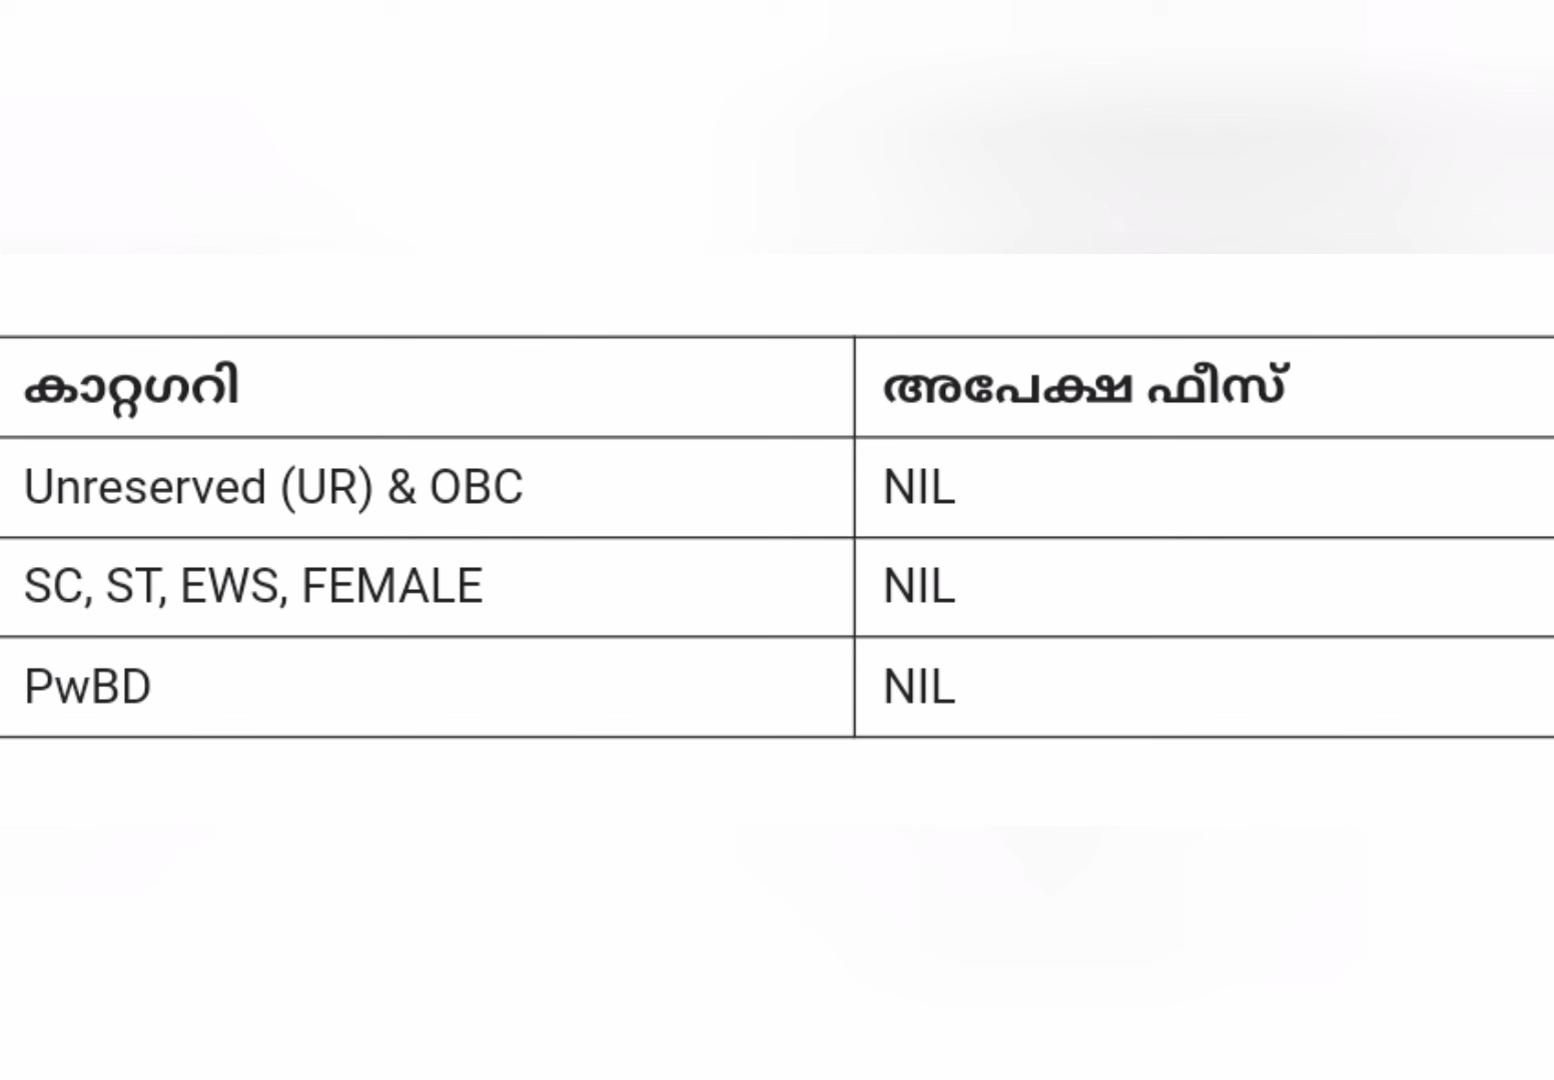 കാറ്റഗറി അപേക്ഷ ഫീസ്
Unreserved (UR) & OBC NIL
SC, ST, EWS, FEMALE NIL
PwBD NIL